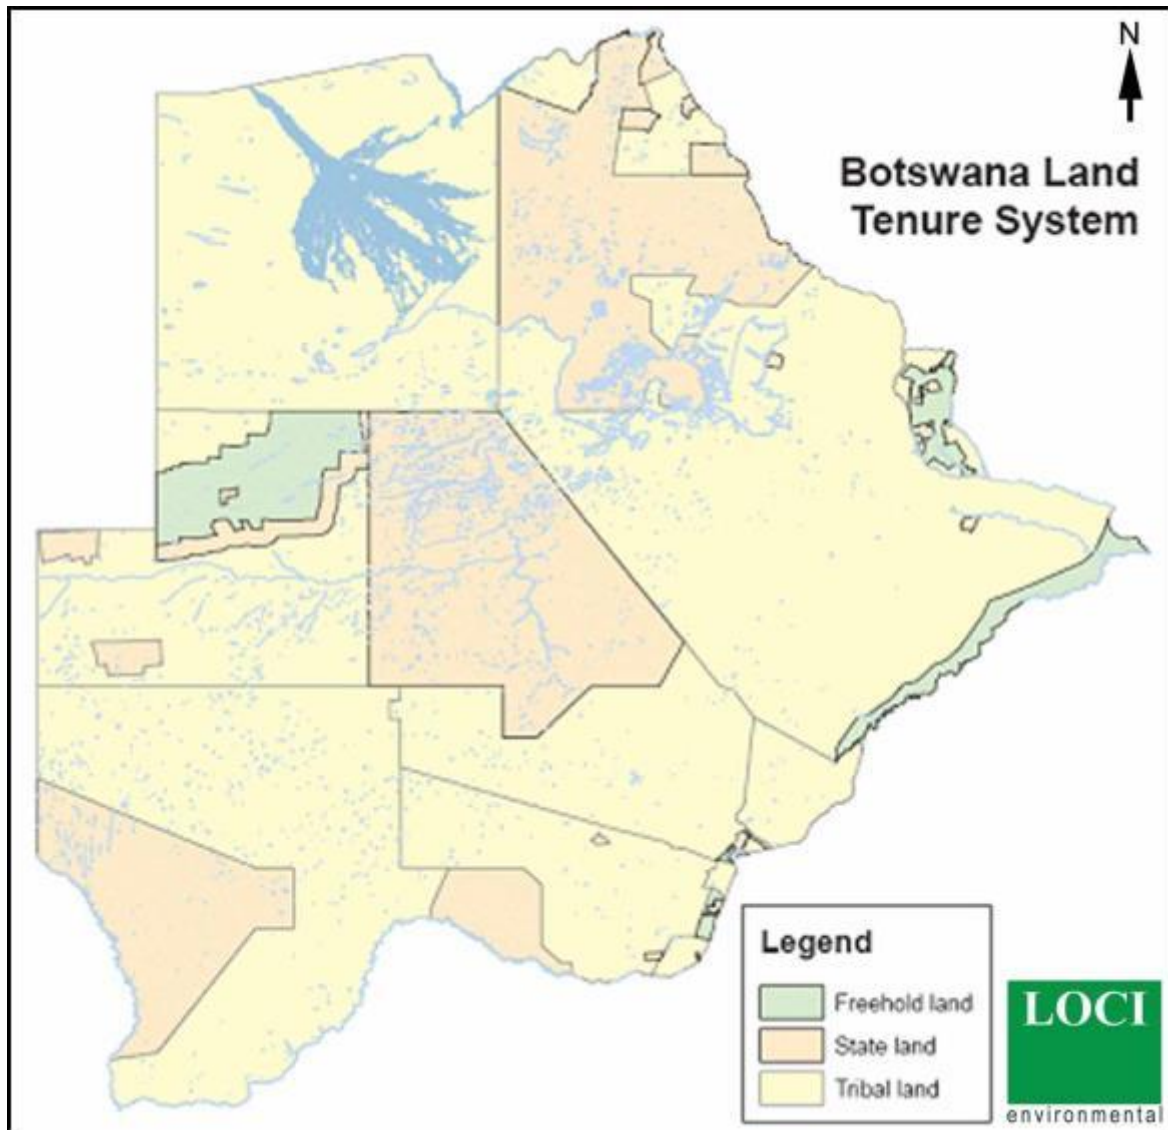 N
Botswana Land
Tenure System
Legend
Freehold land
State land
Tribal land
LOCI
environmental